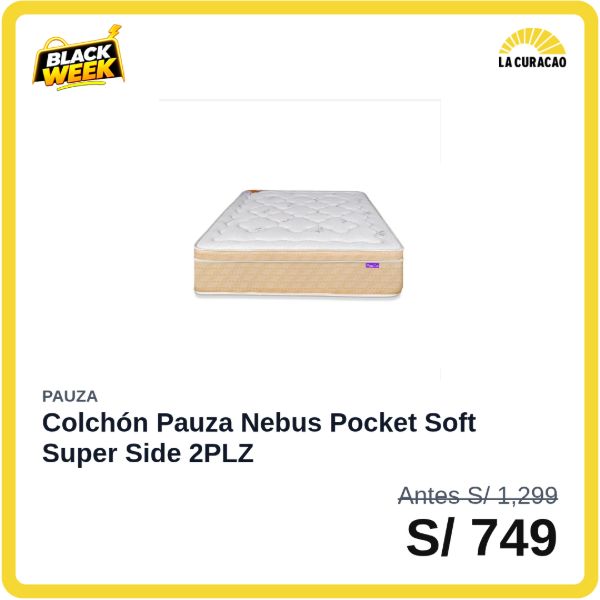 BLACK
WEEK
LA CURACAO
PAUZA
Colchón Pauza Nebus Pocket Soft
Super Side 2PLZ
Antes S/ 1,299
S/ 749